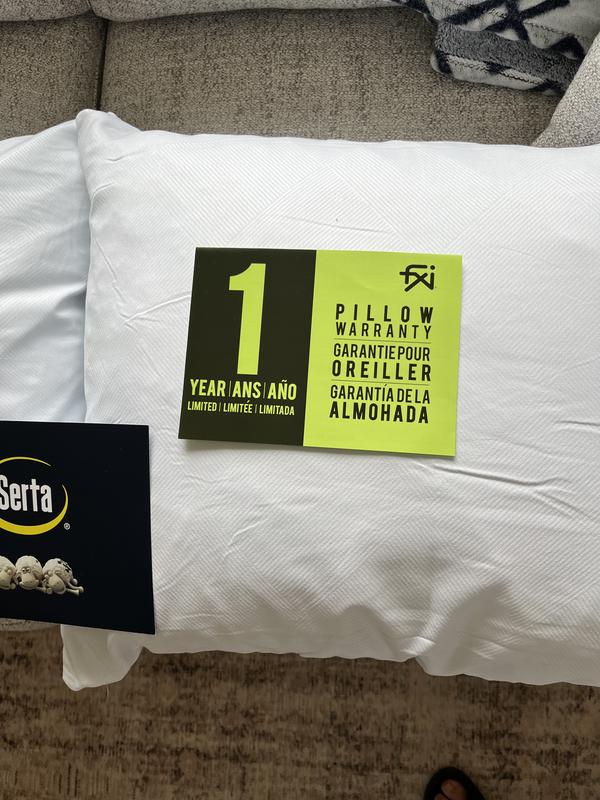 1
YEAR | ANS | AÑO
LIMITED | LIMITÉE | LIMITADA
fxi
PILLOW
WARRANTY
GARANTIE POUR
OREILLER
GARANTÍA DE LA
ALMOHADA
Serta®